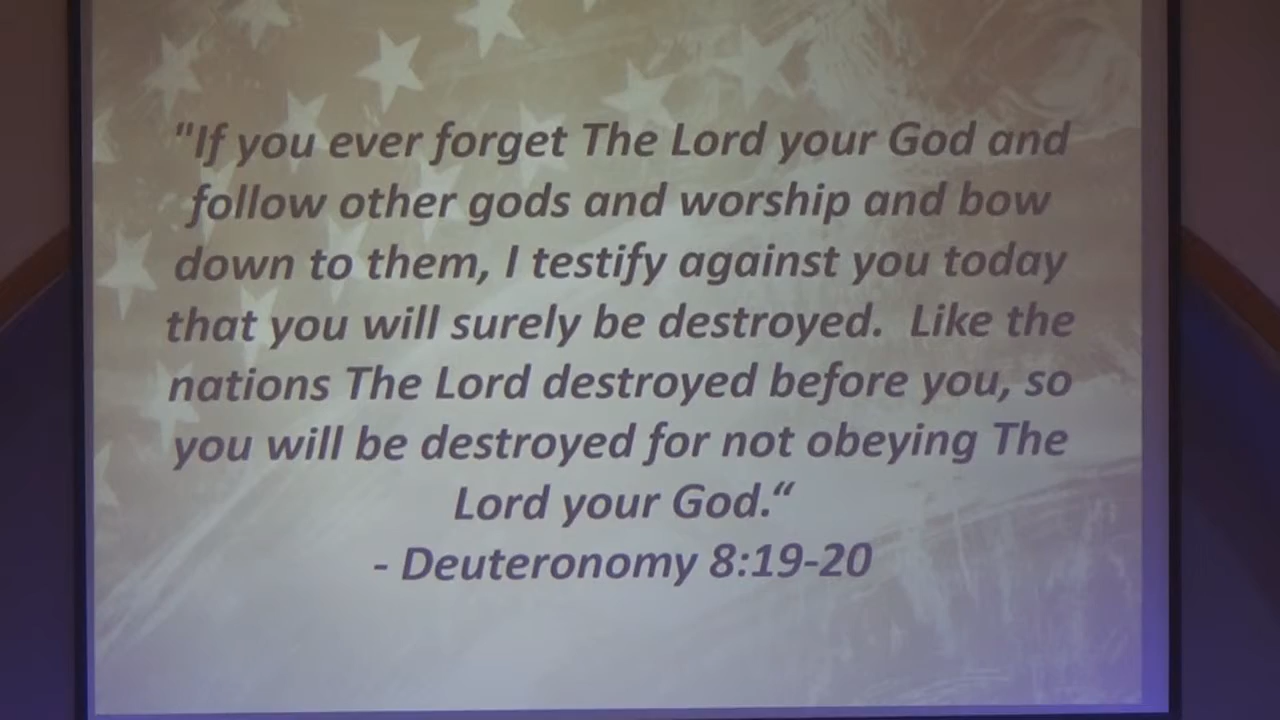 "If you ever forget The Lord your God and
follow other gods and worship and bow
down to them, I testify against you today
that you will surely be destroyed.  Like the
nations The Lord destroyed before you, so
you will be destroyed for not obeying The
Lord your God.“
- Deuteronomy 8:19-20